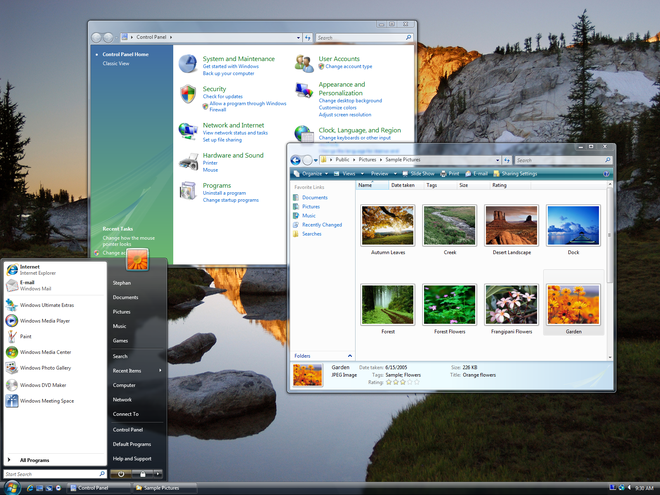 Control Panel
Search
Control Panel Home
Classic View
System and Maintenance
Get started with Windows
Back up your computer
Security
Check for updates
Allow a program through Windows
Firewall
Network and Internet
View network status and tasks
Set up file sharing
Hardware and Sound
Printer
Mouse
Programs
Uninstall a program
Change startup programs
User Accounts
Change account type
Appearance and
Personalization
Change desktop background
Customize colors
Adjust screen resolution
Clock, Language, and Region
Change keyboards or other input
Recent Tasks
Change how the mouse
pointer looks
Change ac
Public Pictures Sample Pictures
Search
Organize Views Preview Slide Show Print E-mail Sharing Settings
Favorite Links
Documents
Pictures
Music
Recently Changed
Searches
Folders
Name Date taken Tags Size Rating
Autumn Leaves Creek Desert Landscape Dock
Forest Forest Flowers Frangipani Flowers Garden
Garden Date taken: 6/15/2005 Size: 226 KB
JPEG Image Tags: Sample; Flowers Title: Orange flowers
Rating:
Internet
Internet Explorer
E-mail
Windows Mail
Windows Ultimate Extras
Windows Media Player
Paint
Windows Media Center
Windows Photo Gallery
Windows DVD Maker
Windows Meeting Space
All Programs
Start Search
Stephan
Documents
Pictures
Music
Games
Search
Recent Items
Computer
Network
Connect To
Control Panel
Default Programs
Help and Support
Control Panel Sample Pictures 9:30 AM